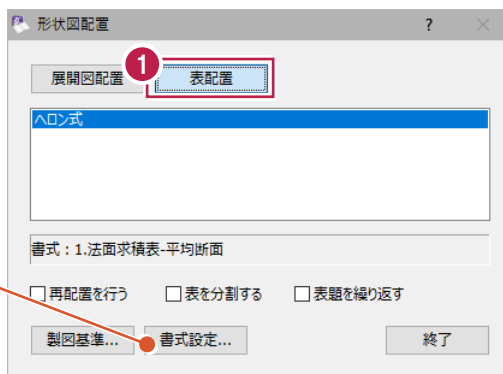 形状図配置 ?
1
展開図配置 表配置
ヘロン式
書式：1.法面求積表-平均断面
再配置を行う 表を分割する 表題を繰り返す
製図基準... 書式設定... 終了